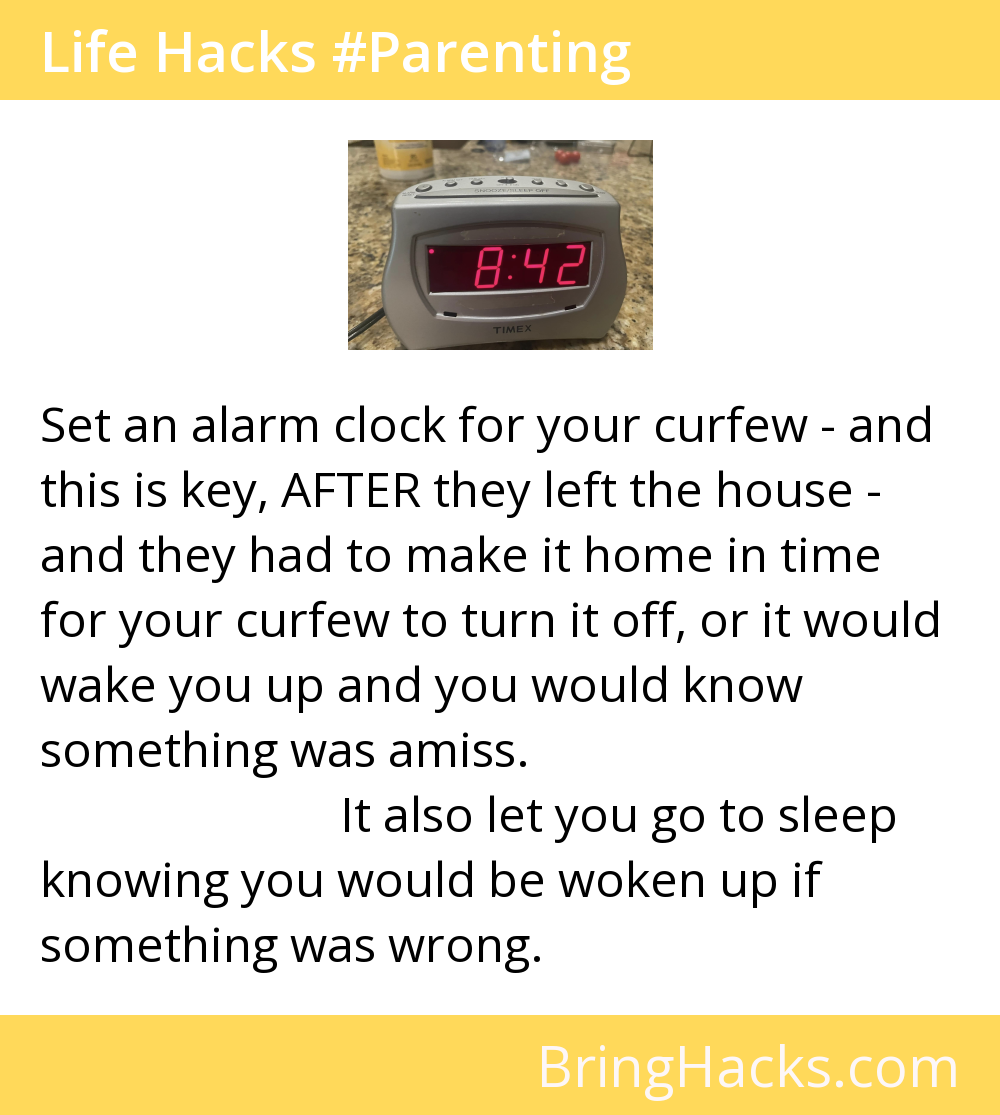 Life Hacks #Parenting
SNOOZE/SLEEP OFF
8:42
TIMEX
Set an alarm clock for your curfew - and
this is key, AFTER they left the house -
and they had to make it home in time
for your curfew to turn it off, or it would
wake you up and you would know
something was amiss.
It also let you go to sleep
knowing you would be woken up if
something was wrong.
BringHacks.com